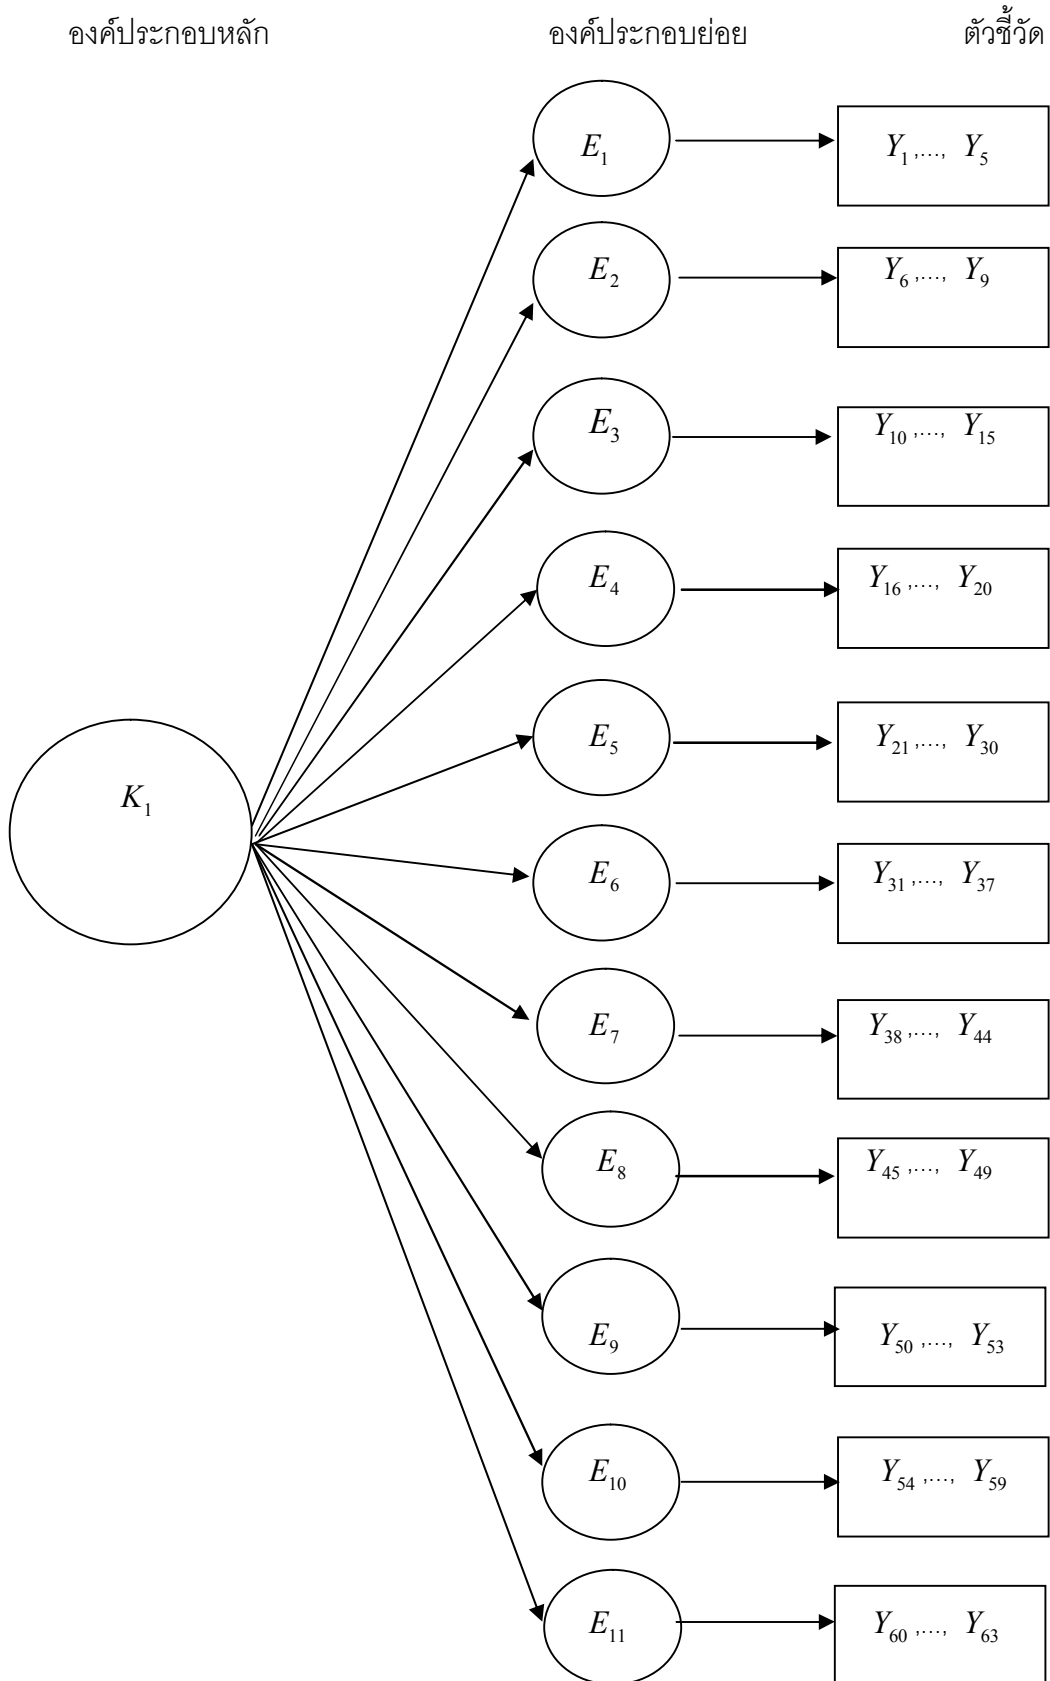 องค์ประกอบหลัก องค์ประกอบย่อย ตัวชี้วัด
E₁ Y₁,..., Y₅
E₂ Y₆,..., Y₉
E₃ Y₁₀,..., Y₁₅
E₄ Y₁₆,..., Y₂₀
E₅ Y₂₁,..., Y₃₀
K₁
E₆ Y₃₁,..., Y₃₇
E₇ Y₃₈,..., Y₄₄
E₈ Y₄₅,..., Y₄₉
E₉ Y₅₀,..., Y₅₃
E₁₀ Y₅₄,..., Y₅₉
E₁₁ Y₆₀,..., Y₆₃